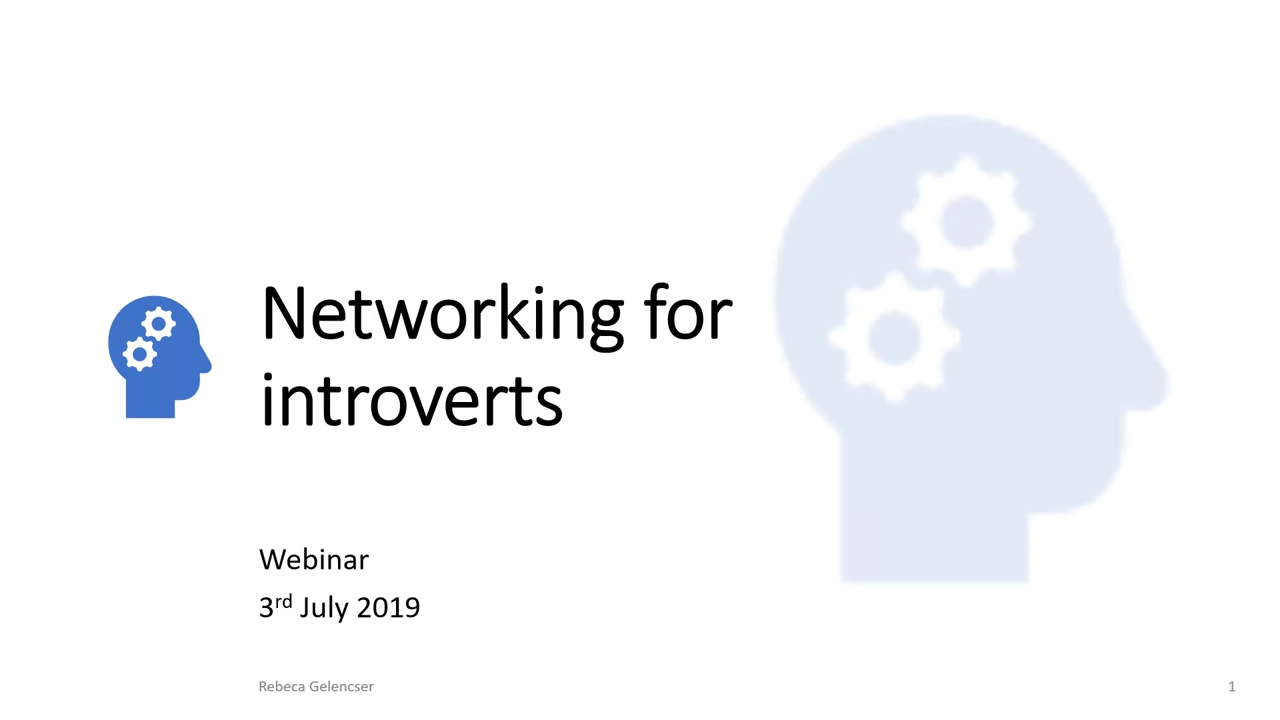 Networking for
introverts
Webinar
3rd July 2019
Rebeca Gelencser
1